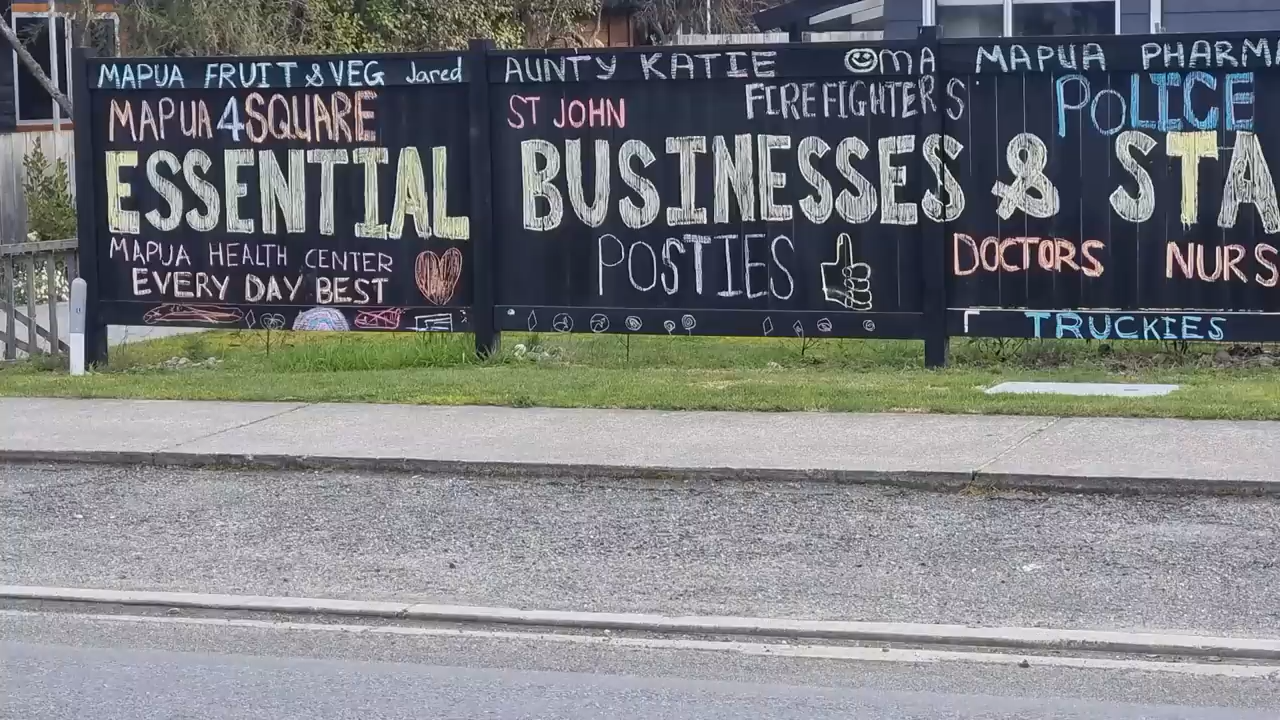 MAPUA FRUIT & VEG Jared AUNTY KATIE OMA MAPUA PHARM
MAPUA 4SQUARE ST JOHN FIREFIGHTERS POLICE
ESSENTIAL BUSINESSES & STA
MAPUA HEALTH CENTER POSTIES DOCTORS NURS
EVERY DAY BEST
TRUCKIES